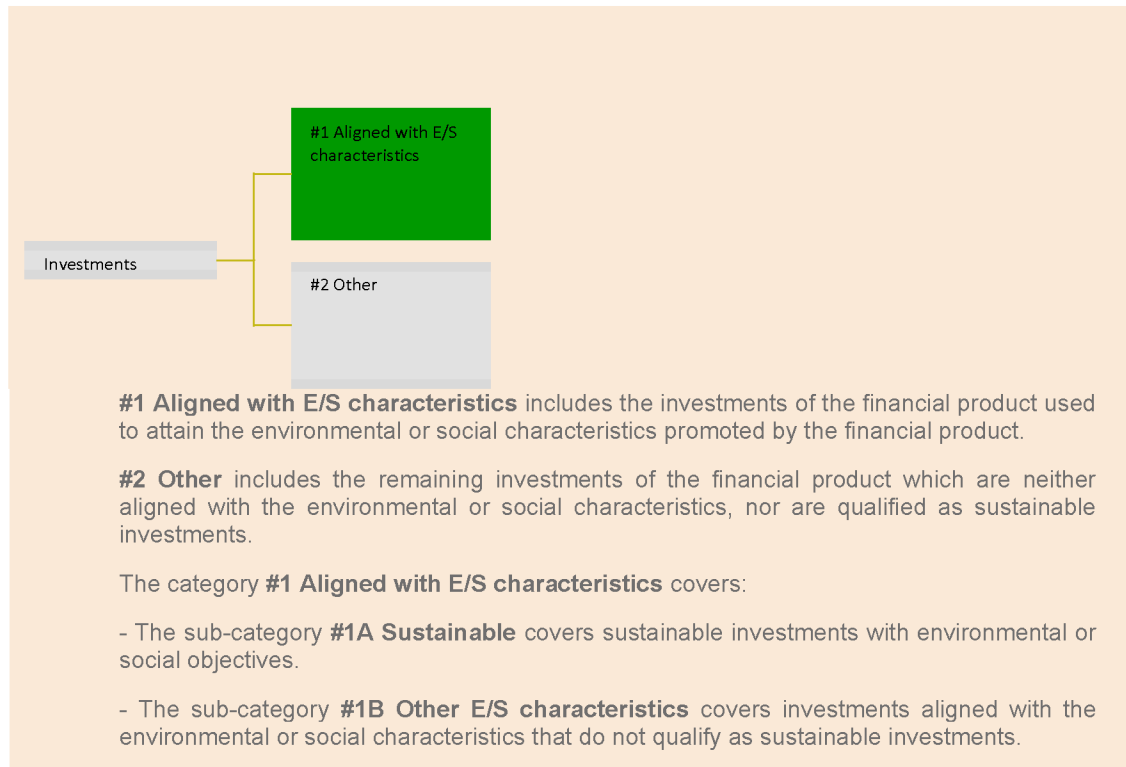 #1 Aligned with E/S
characteristics
Investments
#2 Other
#1 Aligned with E/S characteristics includes the investments of the financial product used
to attain the environmental or social characteristics promoted by the financial product.
#2 Other includes the remaining investments of the financial product which are neither
aligned with the environmental or social characteristics, nor are qualified as sustainable
investments.
The category #1 Aligned with E/S characteristics covers:
- The sub-category #1A Sustainable covers sustainable investments with environmental or
social objectives.
- The sub-category #1B Other E/S characteristics covers investments aligned with the
environmental or social characteristics that do not qualify as sustainable investments.